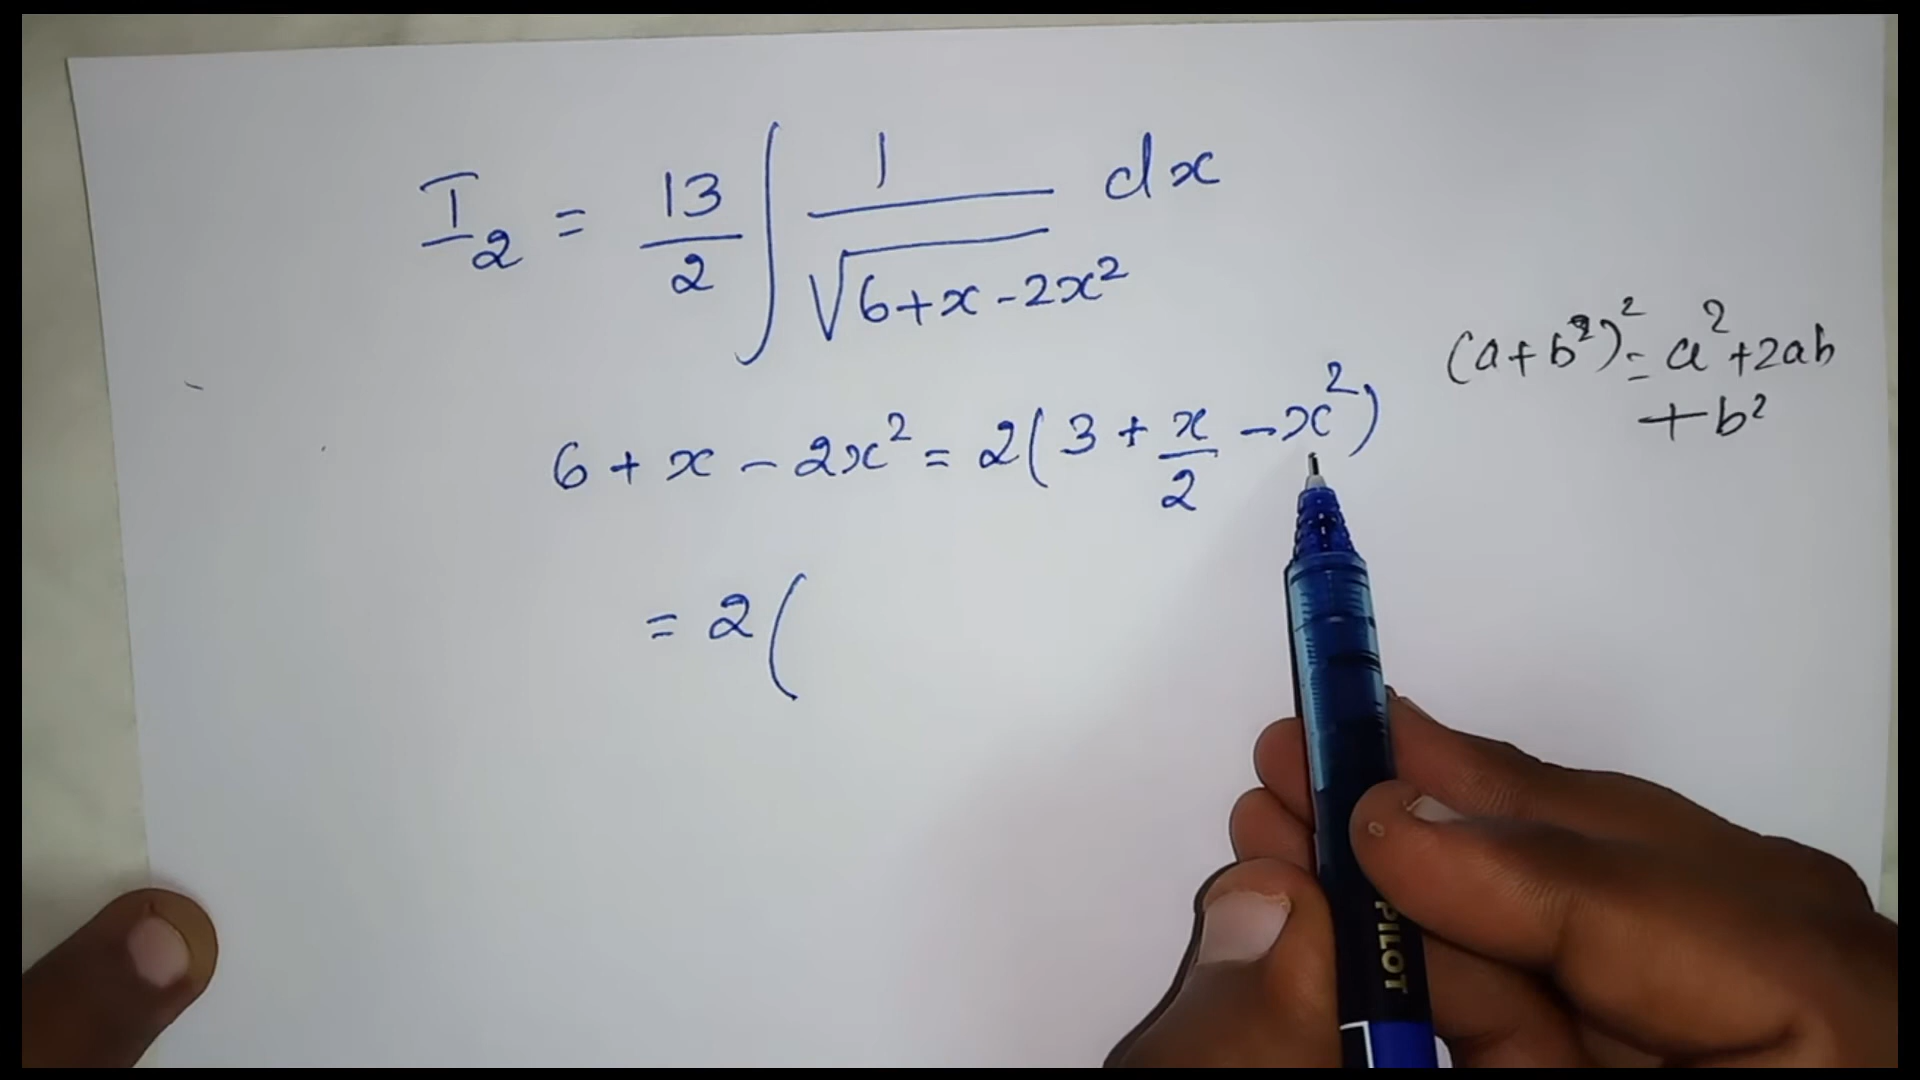 I₂ = 13/2 ∫ 1/√(6+x-2x²) dx
(a+b²)² = a²+2ab
+b²
6 + x - 2x² = 2(3 + x/2 - x²)
= 2(
PILOT